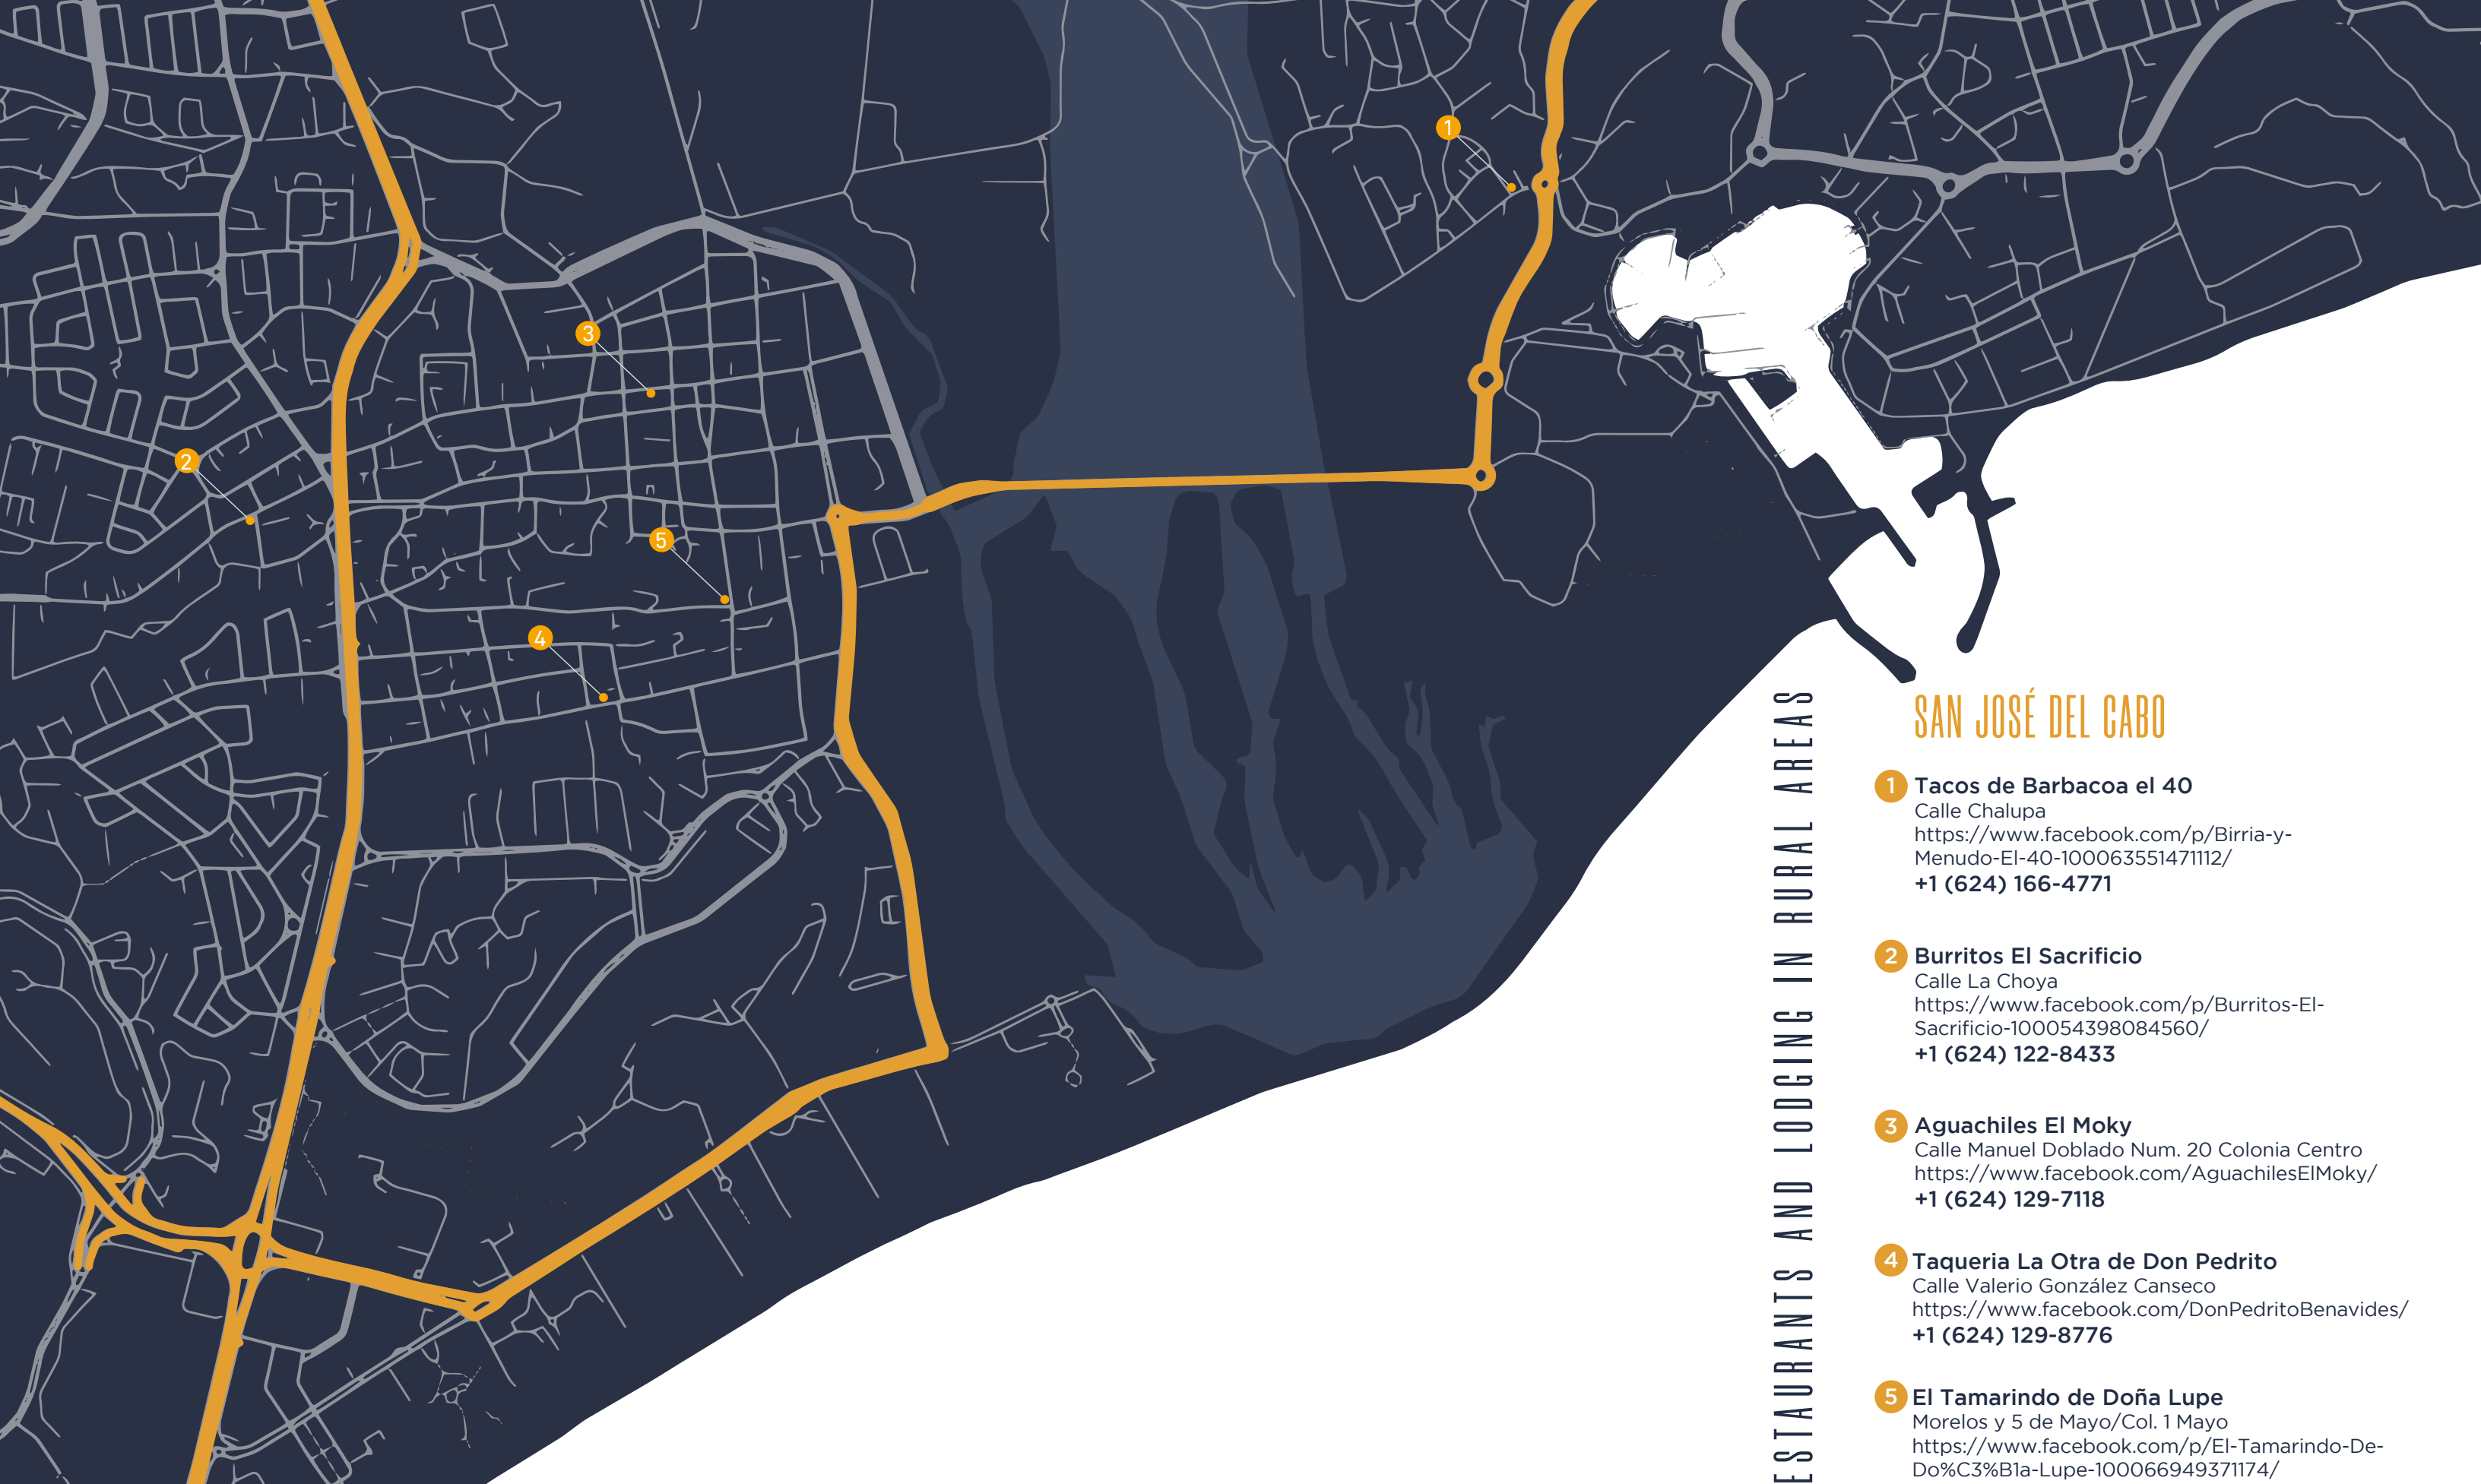 1
3
2
5
4
ESTAURANTS AND LODGING IN RURAL AREAS
SAN JOSÉ DEL CABO
1 Tacos de Barbacoa el 40
Calle Chalupa
https://www.facebook.com/p/Birria-y-
Menudo-El-40-100063551471112/
+1 (624) 166-4771
2 Burritos El Sacrificio
Calle La Choya
https://www.facebook.com/p/Burritos-El-
Sacrificio-100054398084560/
+1 (624) 122-8433
3 Aguachiles El Moky
Calle Manuel Doblado Num. 20 Colonia Centro
https://www.facebook.com/AguachilesElMoky/
+1 (624) 129-7118
4 Taqueria La Otra de Don Pedrito
Calle Valerio González Canseco
https://www.facebook.com/DonPedritoBenavides/
+1 (624) 129-8776
5 El Tamarindo de Doña Lupe
Morelos y 5 de Mayo/Col. 1 Mayo
https://www.facebook.com/p/El-Tamarindo-De-
Do%C3%B1a-Lupe-100066949371174/